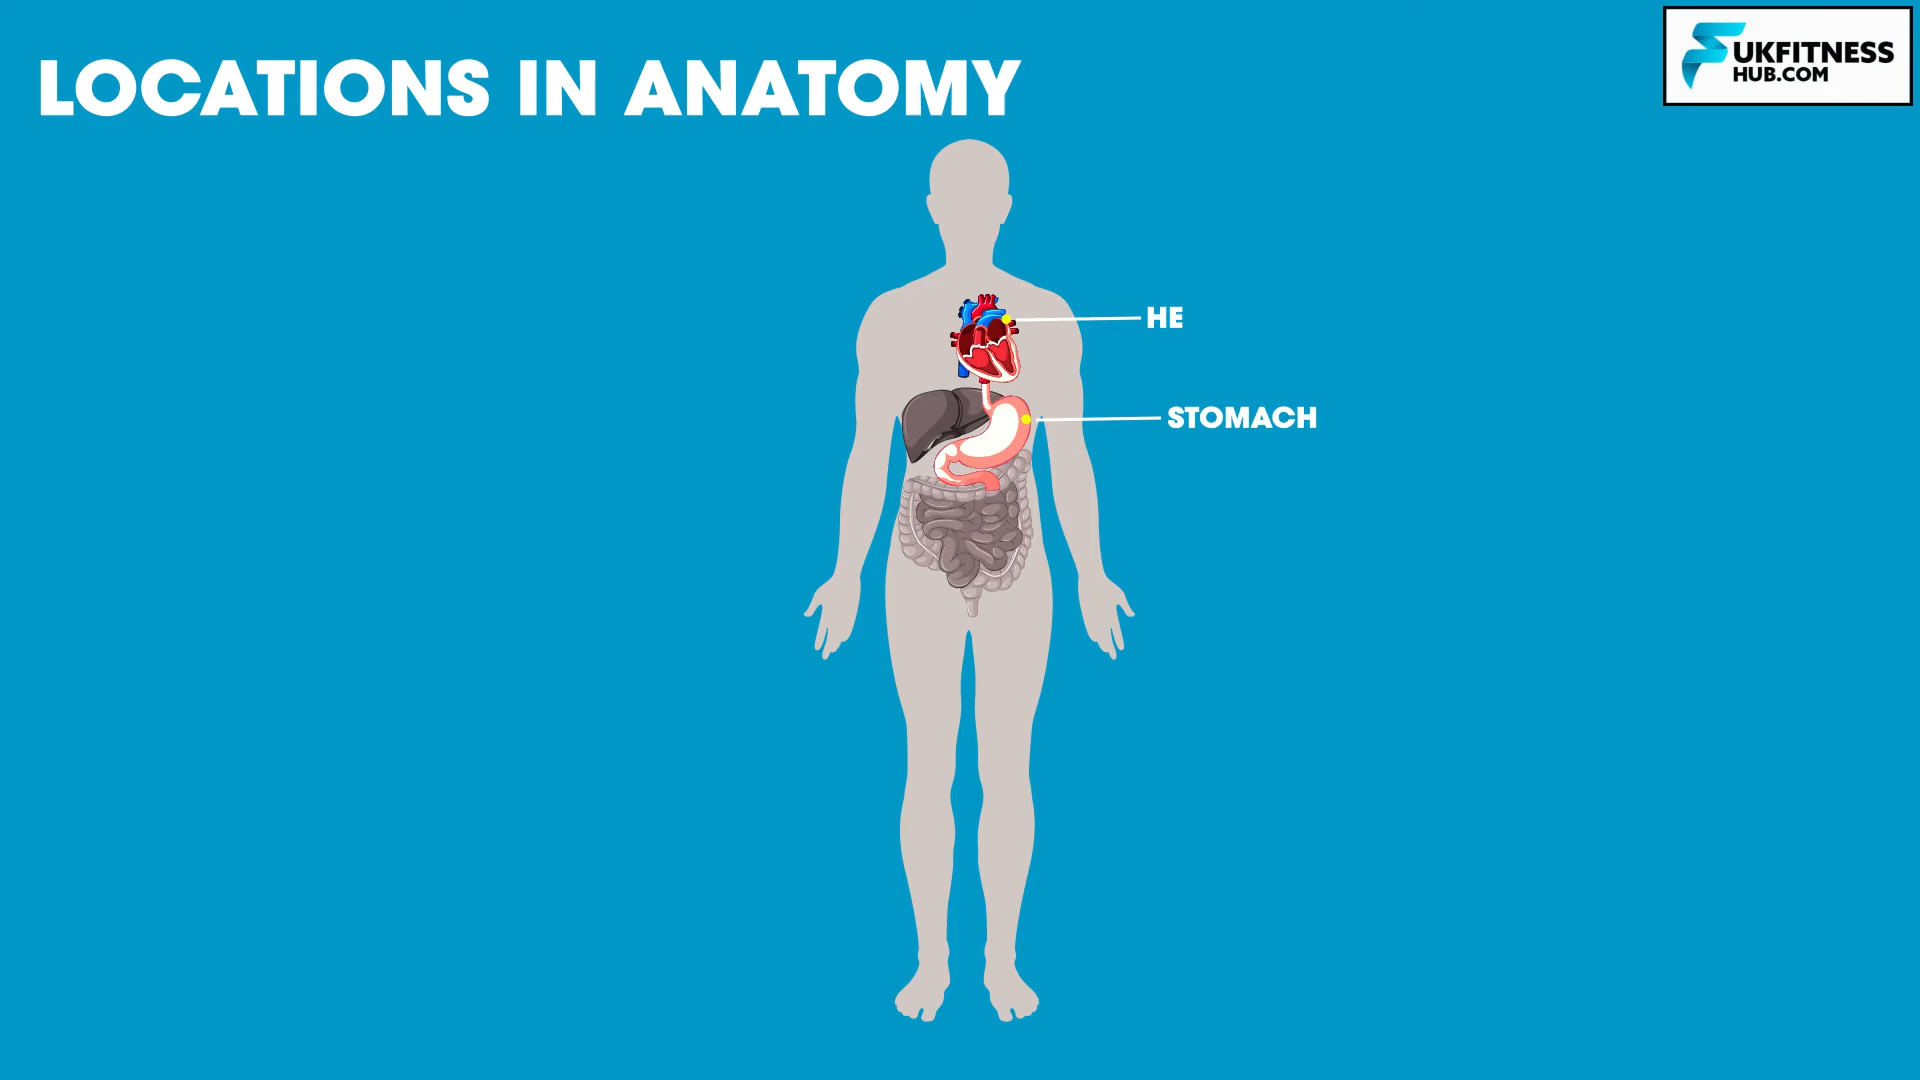 LOCATIONS IN ANATOMY
UKFITNESS
HUB.COM
HE
STOMACH